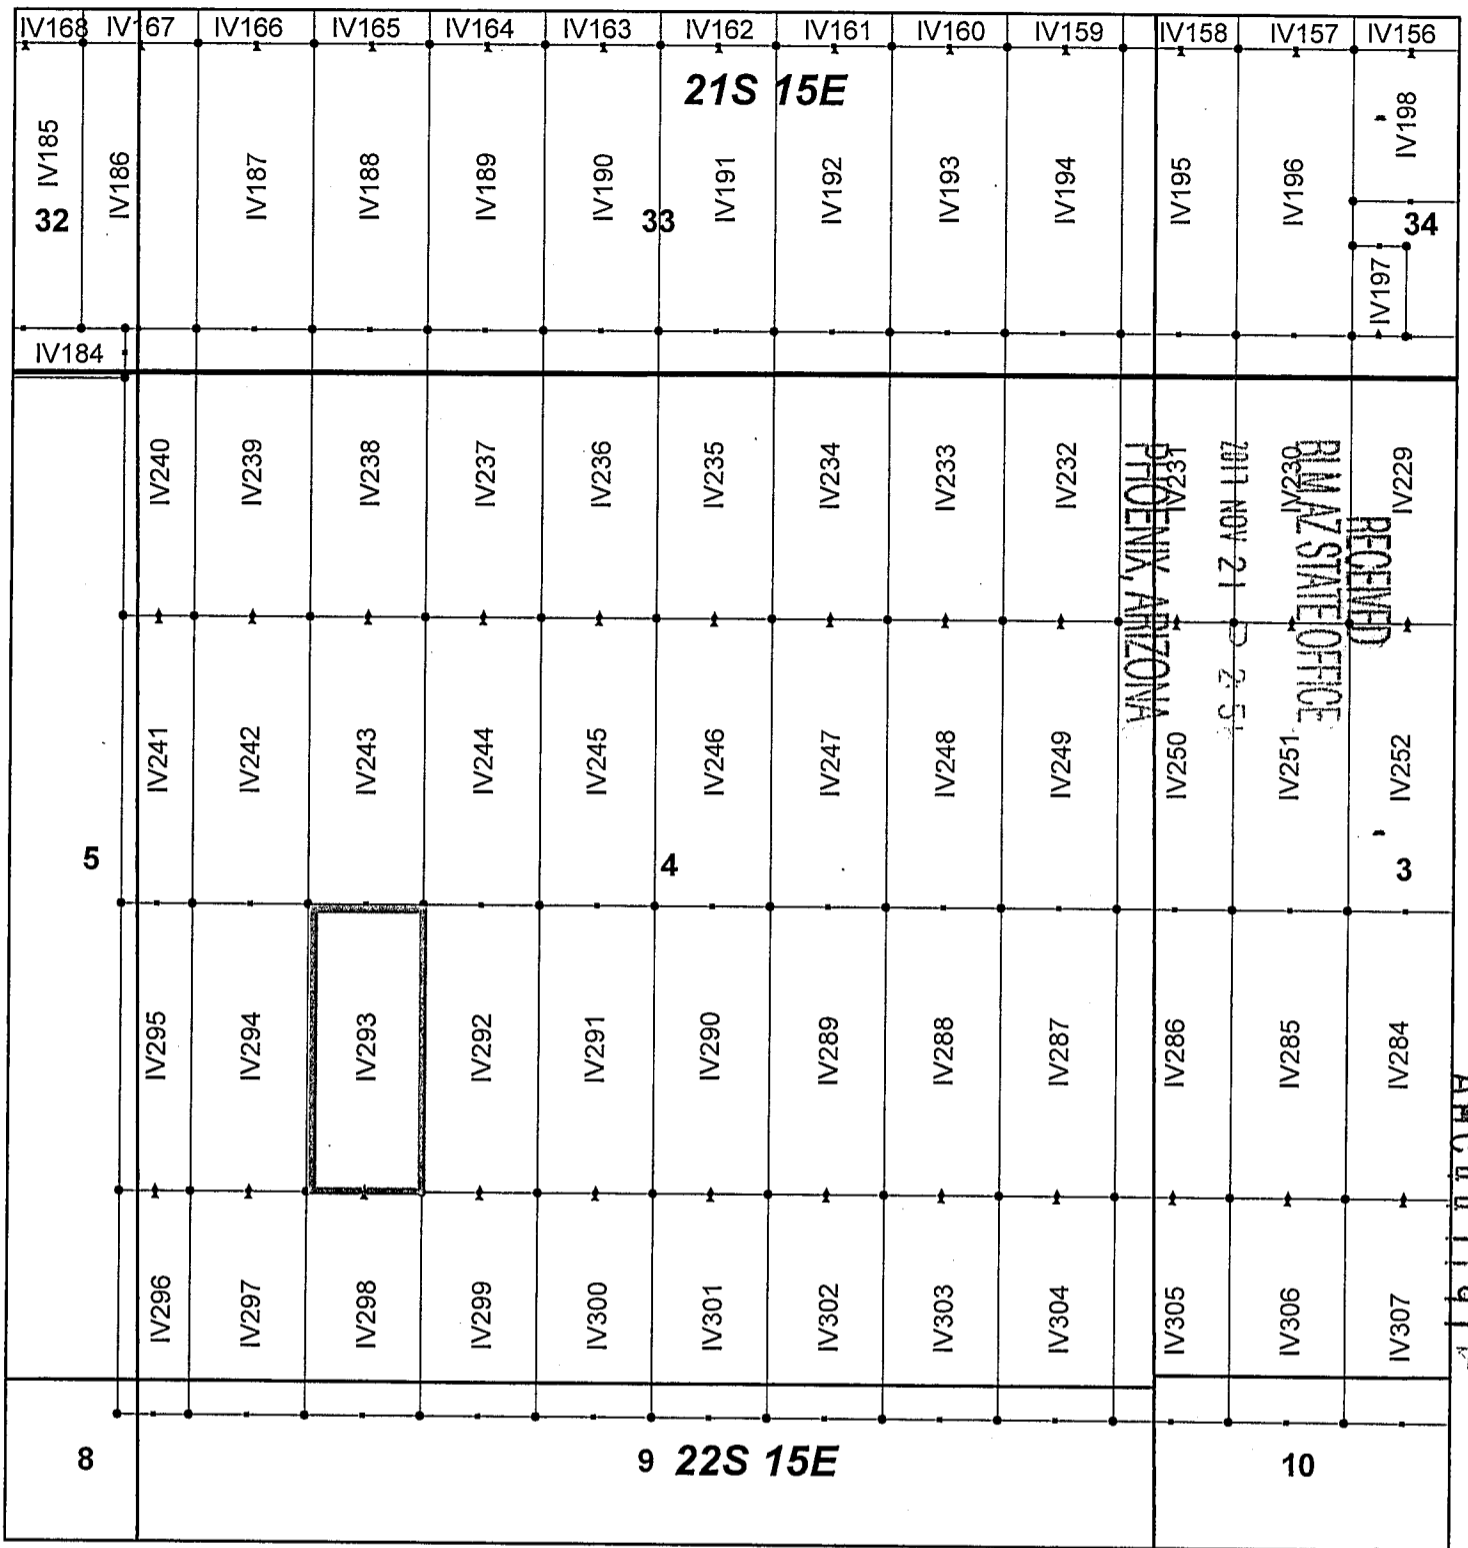 IV168 IV167 IV166 IV165 IV164 IV163 IV162 IV161 IV160 IV159 IV158 IV157 IV156
21S 15E
IV185 IV186 IV187 IV188 IV189 IV190 IV191 IV192 IV193 IV194 IV195 IV196 IV198
32 33 34
IV197
IV184
IV240 IV239 IV238 IV237 IV236 IV235 IV234 IV233 IV232 IV231 IV230 IV229
RECEIVED
BLM AZ STATE OFFICE
NOV 21 P 2:5
PHOENIX, ARIZONA
IV241 IV242 IV243 IV244 IV245 IV246 IV247 IV248 IV249 IV250 IV251 IV252
5 4 3
IV295 IV294 IV293 IV292 IV291 IV290 IV289 IV288 IV287 IV286 IV285 IV284
IV296 IV297 IV298 IV299 IV300 IV301 IV302 IV303 IV304 IV305 IV306 IV307
8 9 22S 15E 10